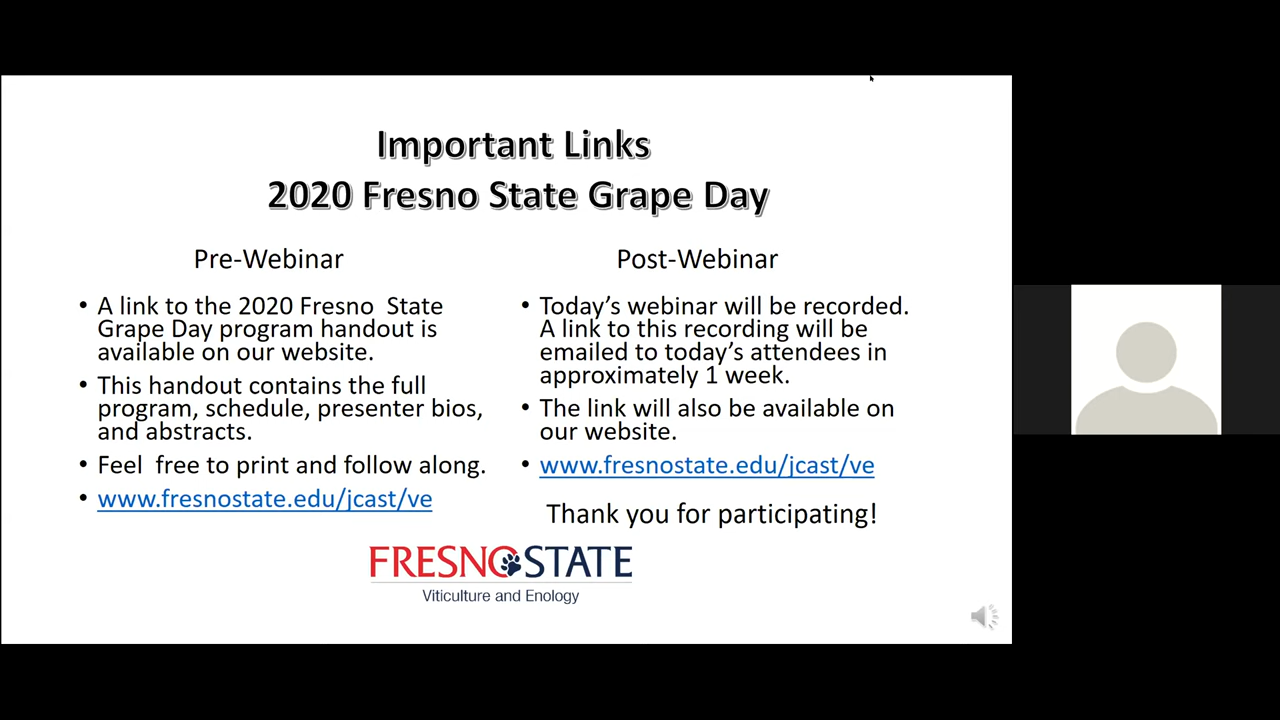 Important Links
2020 Fresno State Grape Day
Pre-Webinar
• A link to the 2020 Fresno  State
Grape Day program handout is
available on our website.
• This handout contains the full
program, schedule, presenter bios,
and abstracts.
• Feel  free to print and follow along.
• www.fresnostate.edu/jcast/ve
Post-Webinar
• Today’s webinar will be recorded.
A link to this recording will be
emailed to today’s attendees in
approximately 1 week.
• The link will also be available on
our website.
• www.fresnostate.edu/jcast/ve
Thank you for participating!
FRESNO STATE
Viticulture and Enology